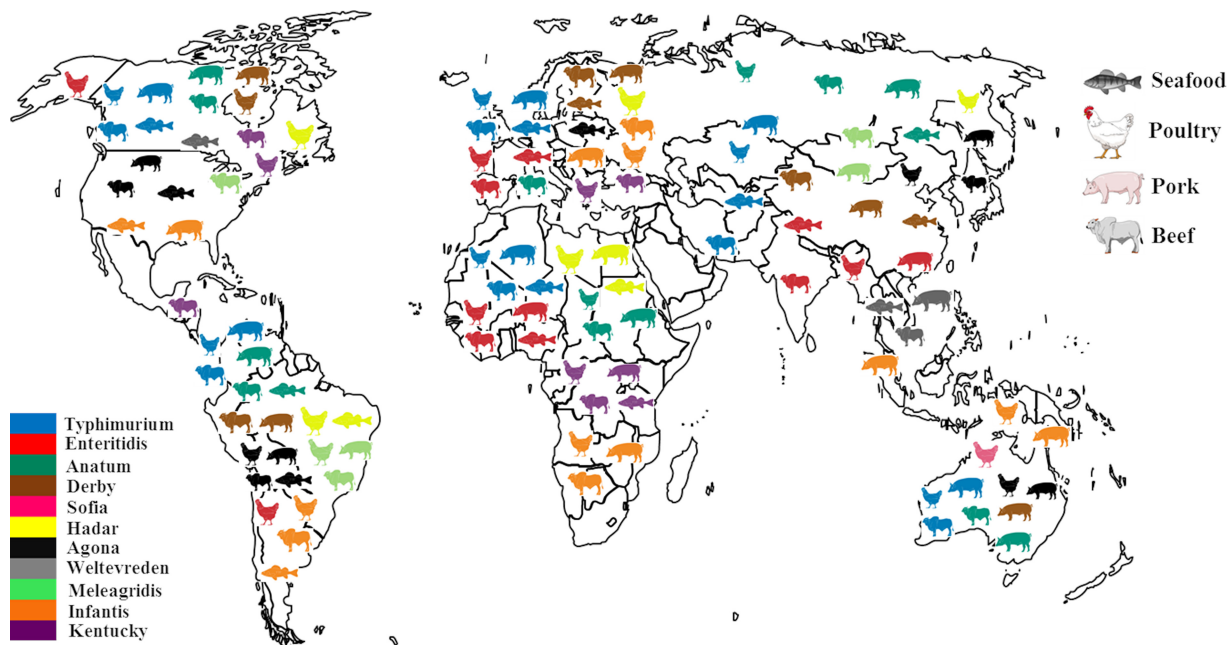 Seafood
Poultry
Pork
Beef
Typhimurium
Enteritidis
Anatum
Derby
Sofia
Hadar
Agona
Weltevreden
Meleagridis
Infantis
Kentucky